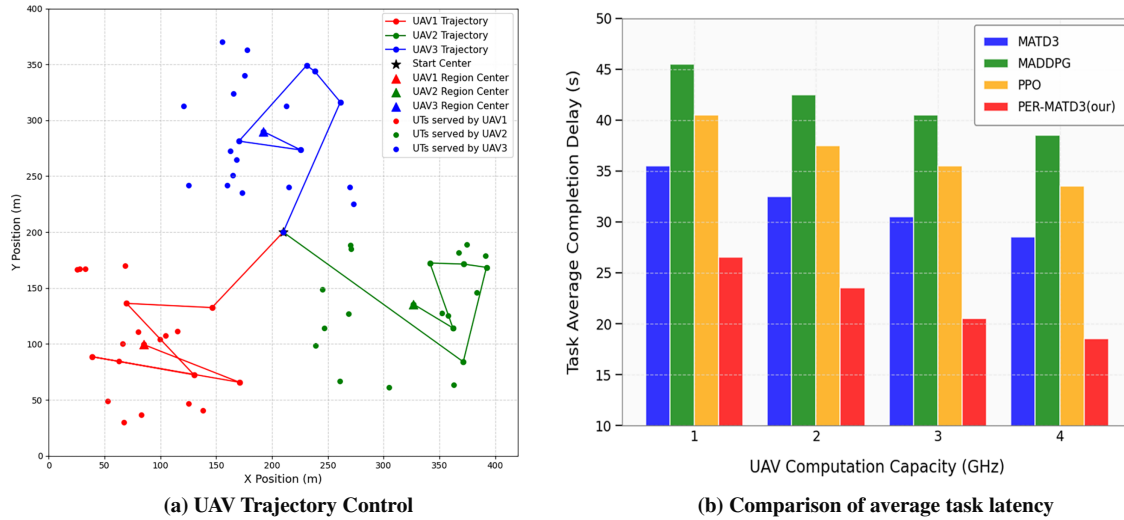 400
350
300
250
200
150
100
50
0
Y Position (m)
0 50 100 150 200 250 300 350 400
X Position (m)
UAV1 Trajectory
UAV2 Trajectory
UAV3 Trajectory
Start Center
UAV1 Region Center
UAV2 Region Center
UAV3 Region Center
UTs served by UAV1
UTs served by UAV2
UTs served by UAV3
(a) UAV Trajectory Control
50
45
40
35
30
25
20
15
10
Task Average Completion Delay (s)
MATD3
MADDPG
PPO
PER-MATD3(our)
1 2 3 4
UAV Computation Capacity (GHz)
(b) Comparison of average task latency